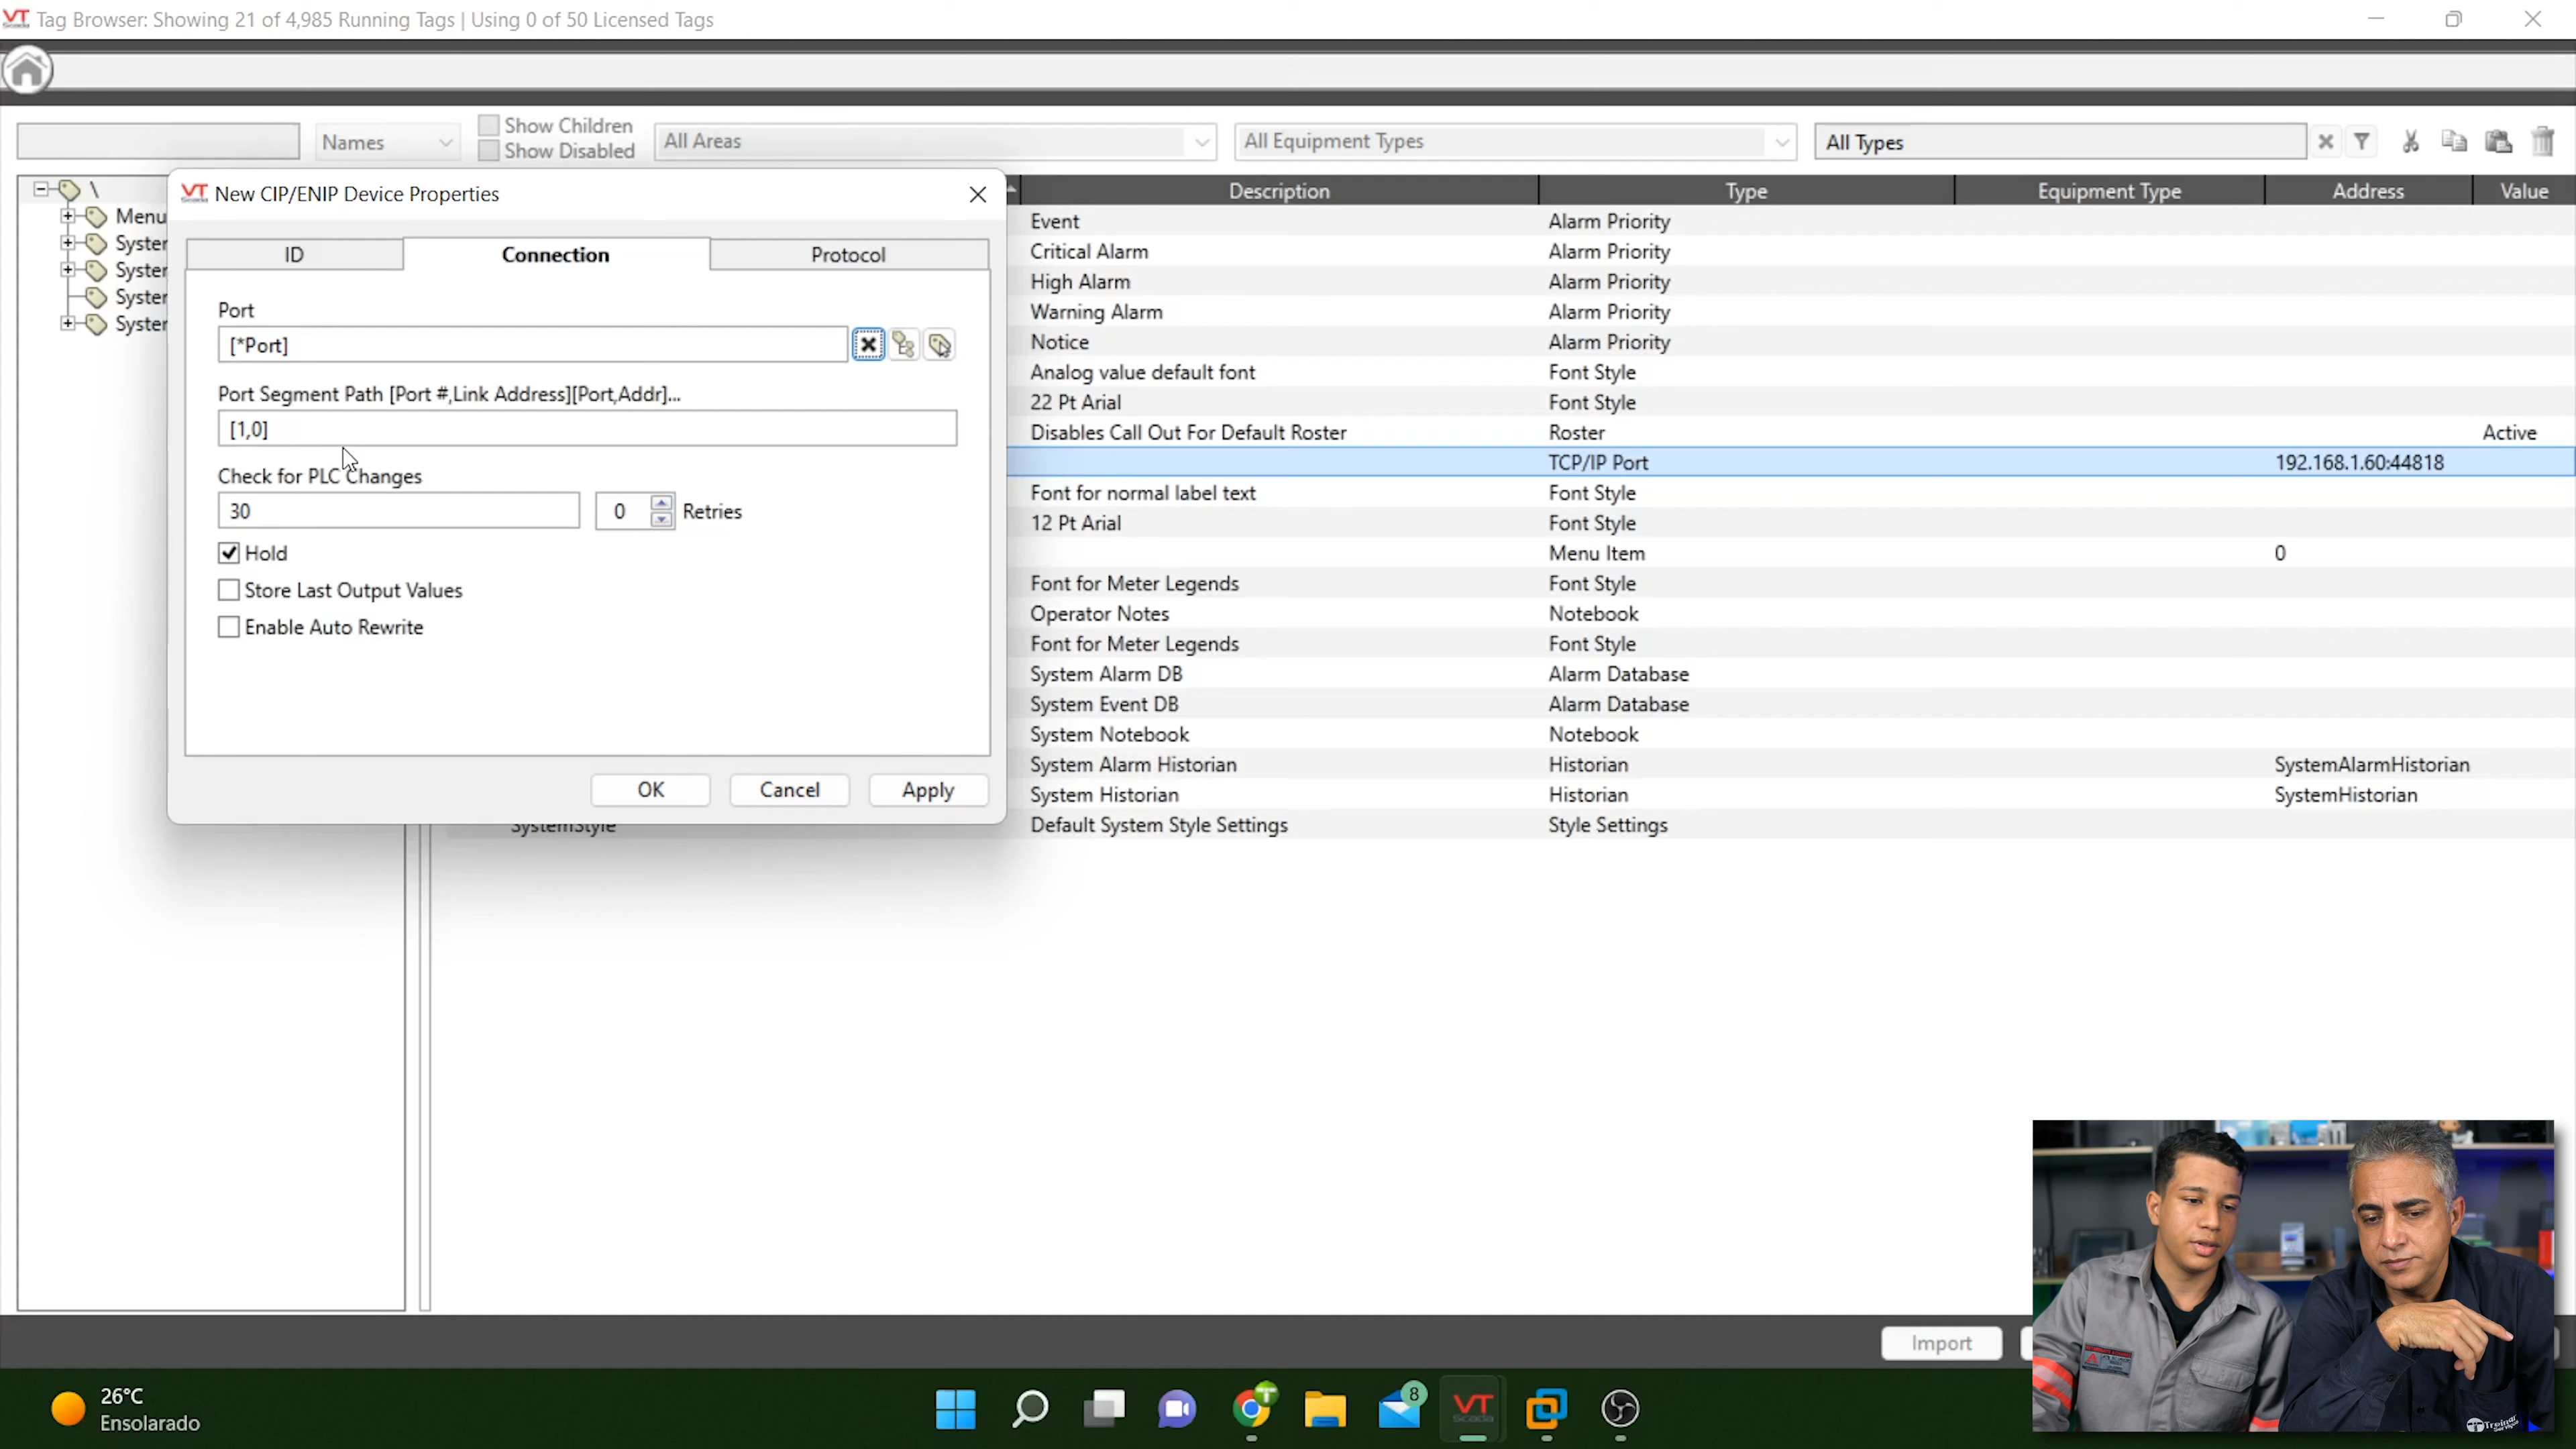 VT Scada Tag Browser: Showing 21 of 4,985 Running Tags | Using 0 of 50 Licensed Tags
Names
Show Children
Show Disabled
All Areas
All Equipment Types
All Types
\
Menu
Syster
Syster
Syster
Syster
VT Scada New CIP/ENIP Device Properties
ID Connection Protocol
Port
[*Port]
Port Segment Path [Port #,Link Address][Port,Addr]...
[1,0]
Check for PLC Changes
30 0 Retries
Hold
Store Last Output Values
Enable Auto Rewrite
OK Cancel Apply
Description Type Equipment Type Address Value
Event Alarm Priority
Critical Alarm Alarm Priority
High Alarm Alarm Priority
Warning Alarm Alarm Priority
Notice Alarm Priority
Analog value default font Font Style
22 Pt Arial Font Style
Disables Call Out For Default Roster Roster Active
TCP/IP Port 192.168.1.60:44818
Font for normal label text Font Style
12 Pt Arial Font Style
Menu Item 0
Font for Meter Legends Font Style
Operator Notes Notebook
Font for Meter Legends Font Style
System Alarm DB Alarm Database
System Event DB Alarm Database
System Notebook Notebook
System Alarm Historian Historian SystemAlarmHistorian
System Historian Historian SystemHistorian
SystemStyle Default System Style Settings Style Settings
Import
26°C
Ensolarado
T
8
VT Scada
Treinar